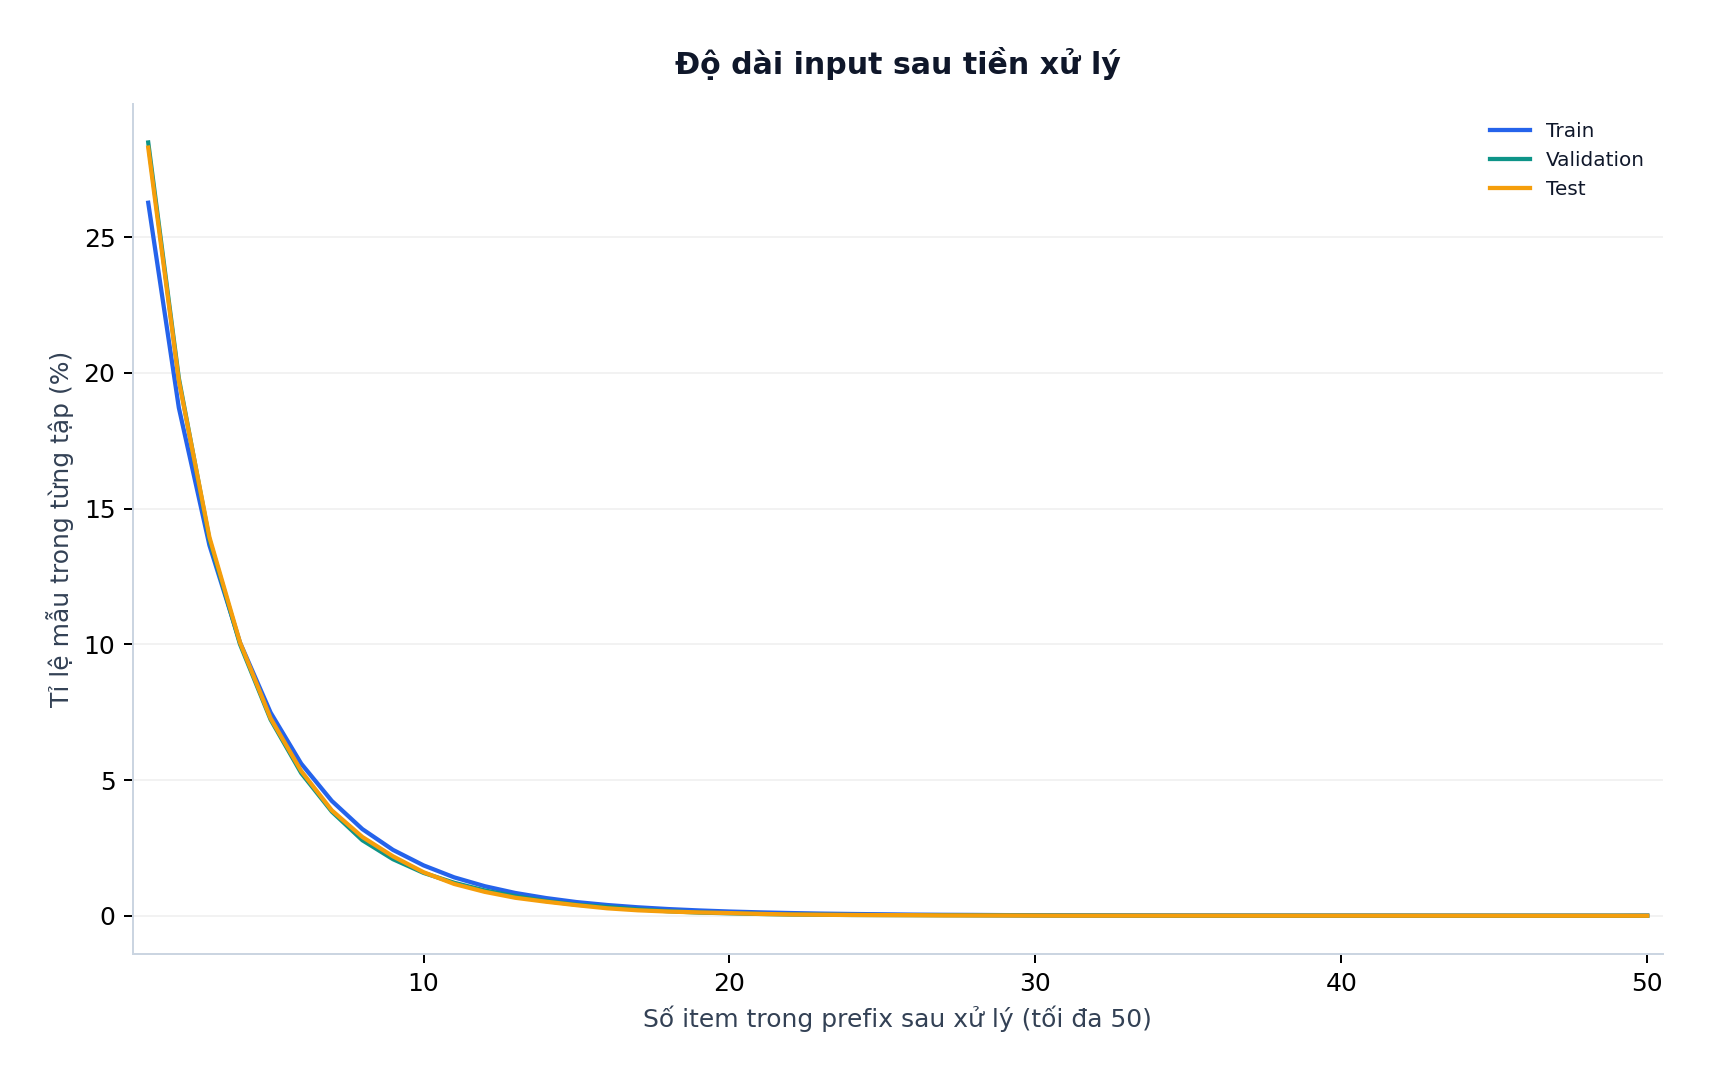 Độ dài input sau tiền xử lý
Train
Validation
Test
Tỉ lệ mẫu trong từng tập (%)
25
20
15
10
5
0
10
20
30
40
50
Số item trong prefix sau xử lý (tối đa 50)